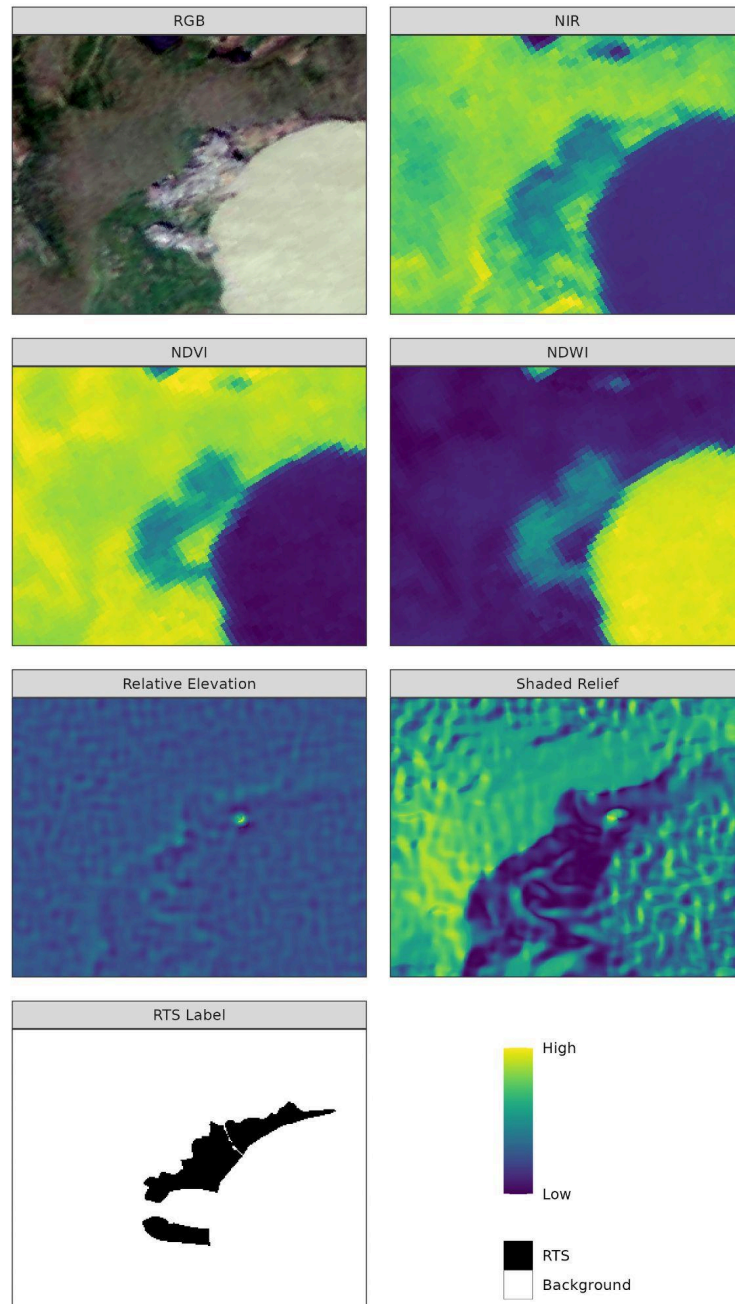 RGB
NIR
NDVI
NDWI
Relative Elevation
Shaded Relief
RTS Label
High
Low
RTS
Background